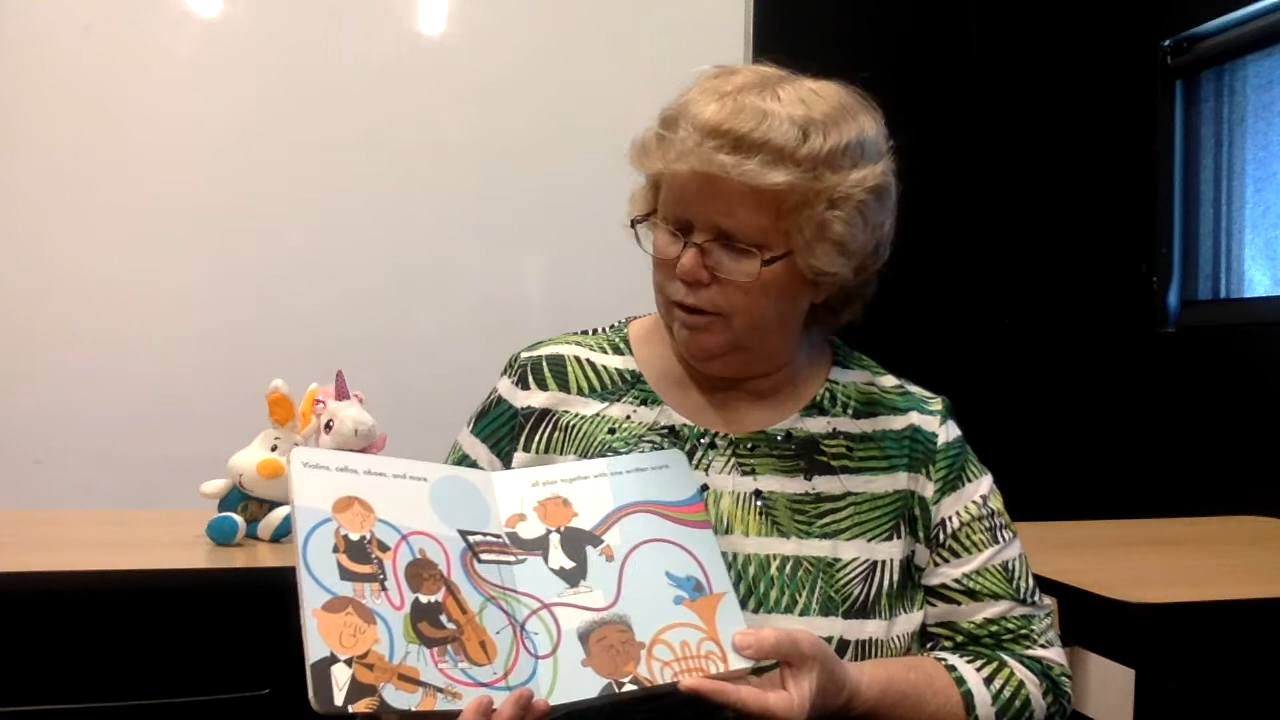 Violins, cellos, oboes, and more.
all play together with one written score.